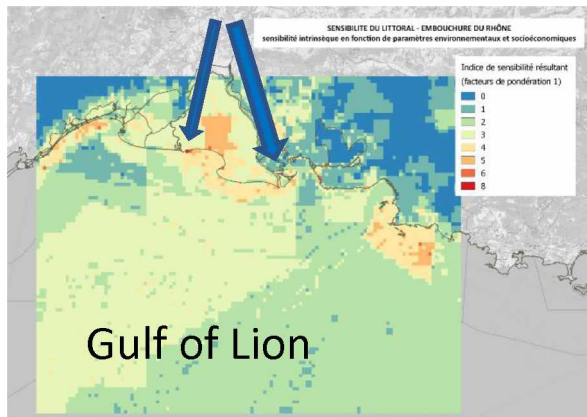 SENSIBILITE DU LITTORAL - EMBOUCHURE DU RHÔNE
sensibilité intrinsèque en fonction de paramètres environnementaux et socioéconomiques
Indice de sensibilité résultant
(facteurs de pondération 1)
0
1
2
3
4
5
6
8
Gulf of Lion